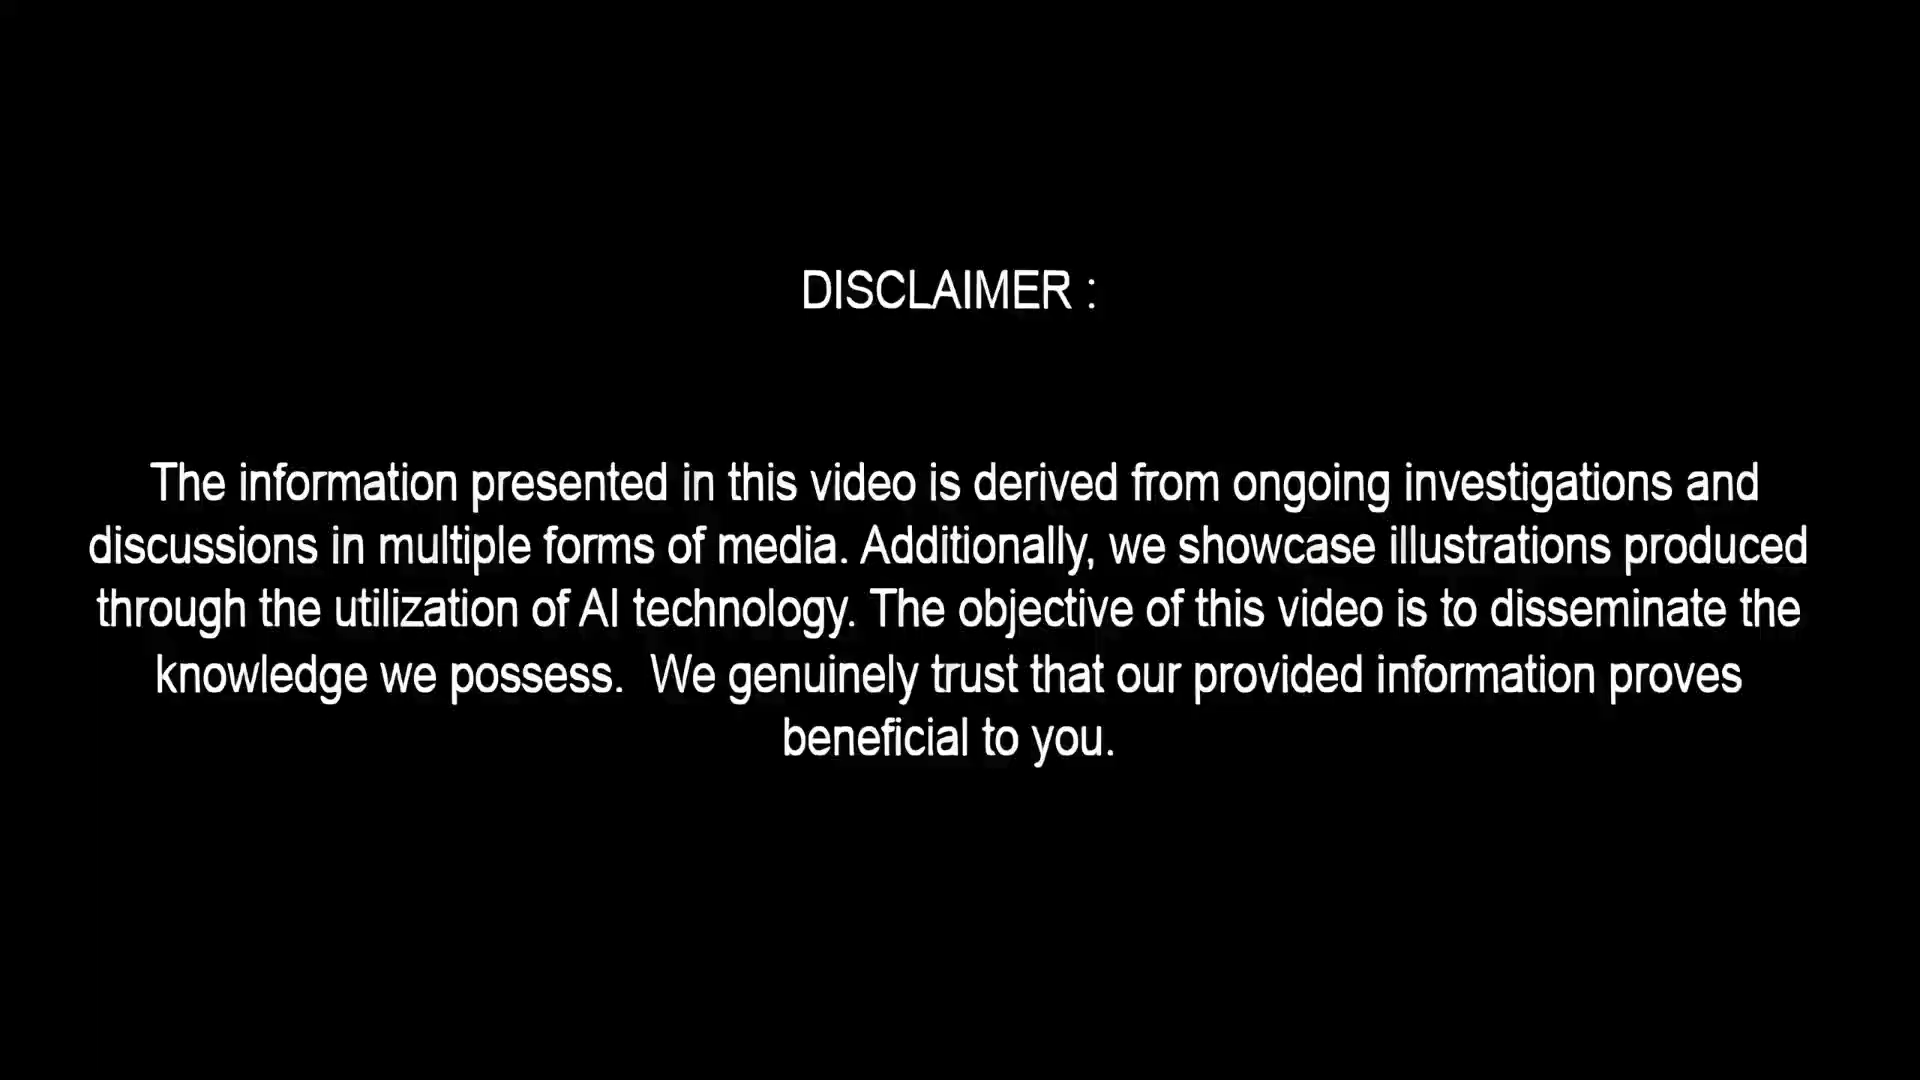 DISCLAIMER :
The information presented in this video is derived from ongoing investigations and
discussions in multiple forms of media. Additionally, we showcase illustrations produced
through the utilization of AI technology. The objective of this video is to disseminate the
knowledge we possess.  We genuinely trust that our provided information proves
beneficial to you.